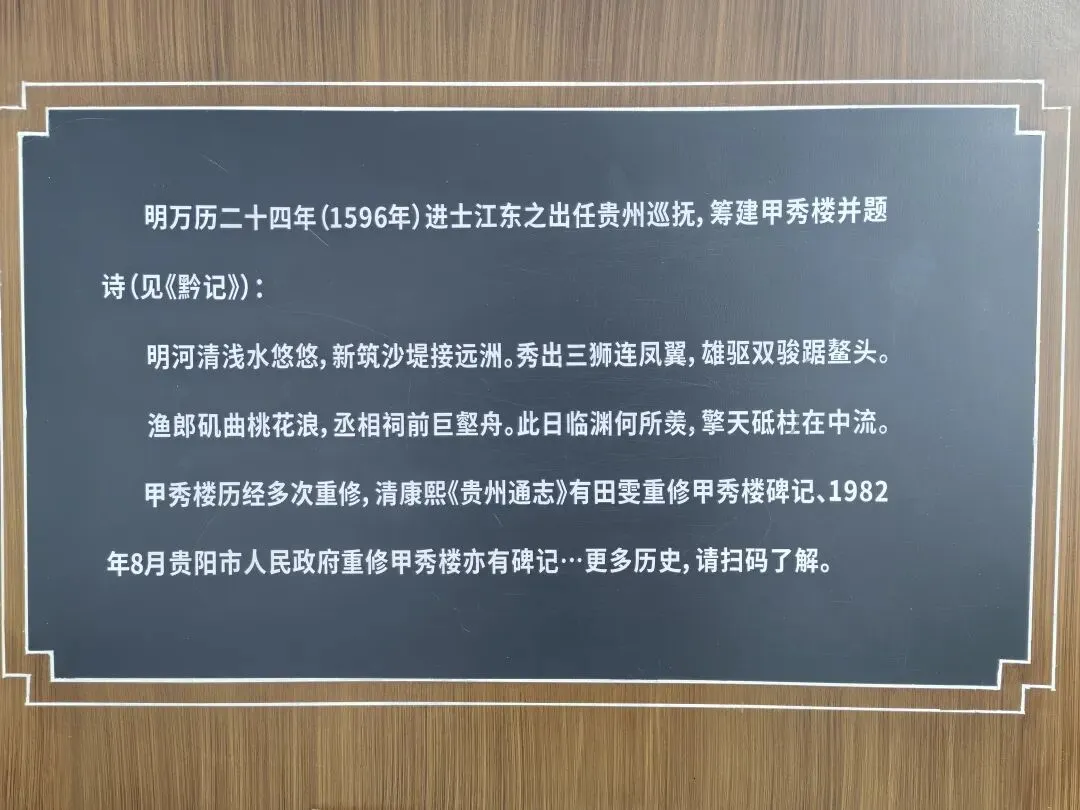 明万历二十四年(1596年)进士江东之出任贵州巡抚,筹建甲秀楼并题
诗(见《黔记》):
明河清浅水悠悠,新筑沙堤接远洲。秀出三狮连凤翼,雄驱双骏踞鳌头。
渔郎矶曲桃花浪,丞相祠前巨壑舟。此日临渊何所羡,擎天砥柱在中流。
甲秀楼历经多次重修,清康熙《贵州通志》有田雯重修甲秀楼碑记、1982
年8月贵阳市人民政府重修甲秀楼亦有碑记…更多历史,请扫码了解。